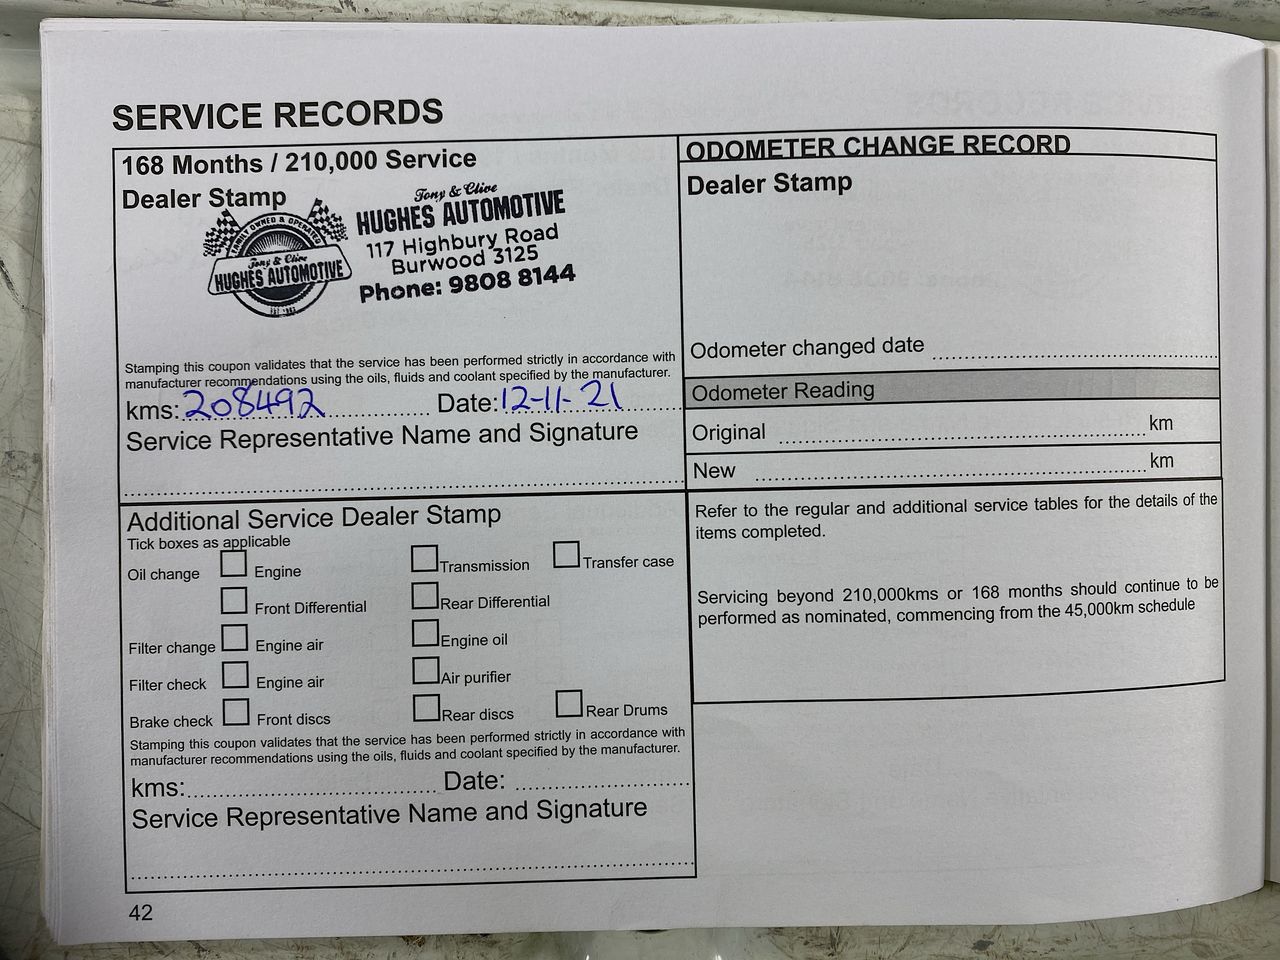 SERVICE RECORDS
168 Months / 210,000 Service
Dealer Stamp
FAMILY OWNED & OPERATED
Tony & Clive
HUGHES AUTOMOTIVE
Tony & Clive
HUGHES AUTOMOTIVE
117 Highbury Road
Burwood 3125
Phone: 9808 8144
Stamping this coupon validates that the service has been performed strictly in accordance with
manufacturer recommendations using the oils, fluids and coolant specified by the manufacturer.
kms: 208492 Date: 12-11-21
Service Representative Name and Signature
Additional Service Dealer Stamp
Tick boxes as applicable
Oil change Engine Transmission Transfer case
Front Differential Rear Differential
Filter change Engine air Engine oil
Filter check Engine air Air purifier
Brake check Front discs Rear discs Rear Drums
Stamping this coupon validates that the service has been performed strictly in accordance with
manufacturer recommendations using the oils, fluids and coolant specified by the manufacturer.
kms: Date:
Service Representative Name and Signature
ODOMETER CHANGE RECORD
Dealer Stamp
Odometer changed date
Odometer Reading
Original km
New km
Refer to the regular and additional service tables for the details of the
items completed.
Servicing beyond 210,000kms or 168 months should continue to be
performed as nominated, commencing from the 45,000km schedule
42